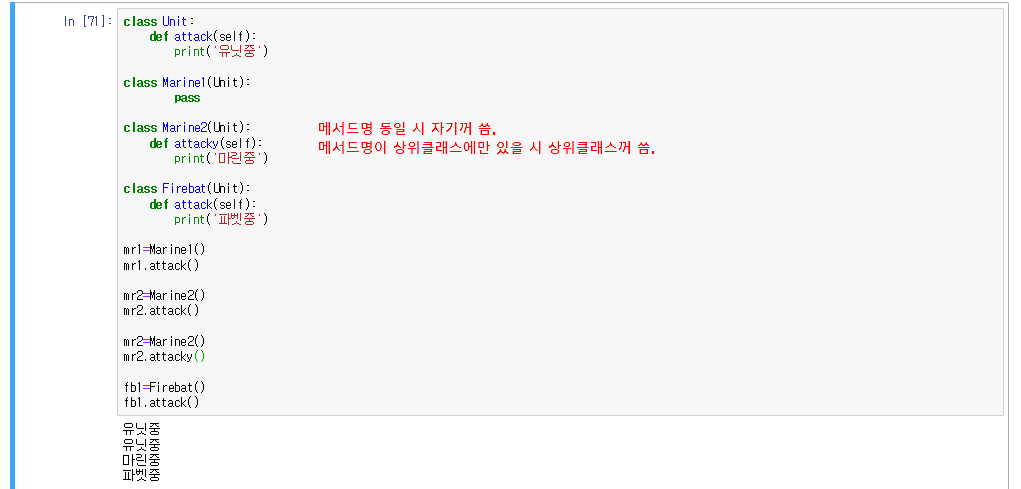 In [71]: class Unit:
def attack(self):
print('유닛중')
class Marine1(Unit):
pass
class Marine2(Unit): 메서드명 동일 시 자기꺼 씀.
def attacky(self): 메서드명이 상위클래스에만 있을 시 상위클래스꺼 씀.
print('마린중')
class Firebat(Unit):
def attack(self):
print('파벳중')
mr1=Marine1()
mr1.attack()
mr2=Marine2()
mr2.attack()
mr2=Marine2()
mr2.attacky()
fb1=Firebat()
fb1.attack()
유닛중
유닛중
마린중
파벳중